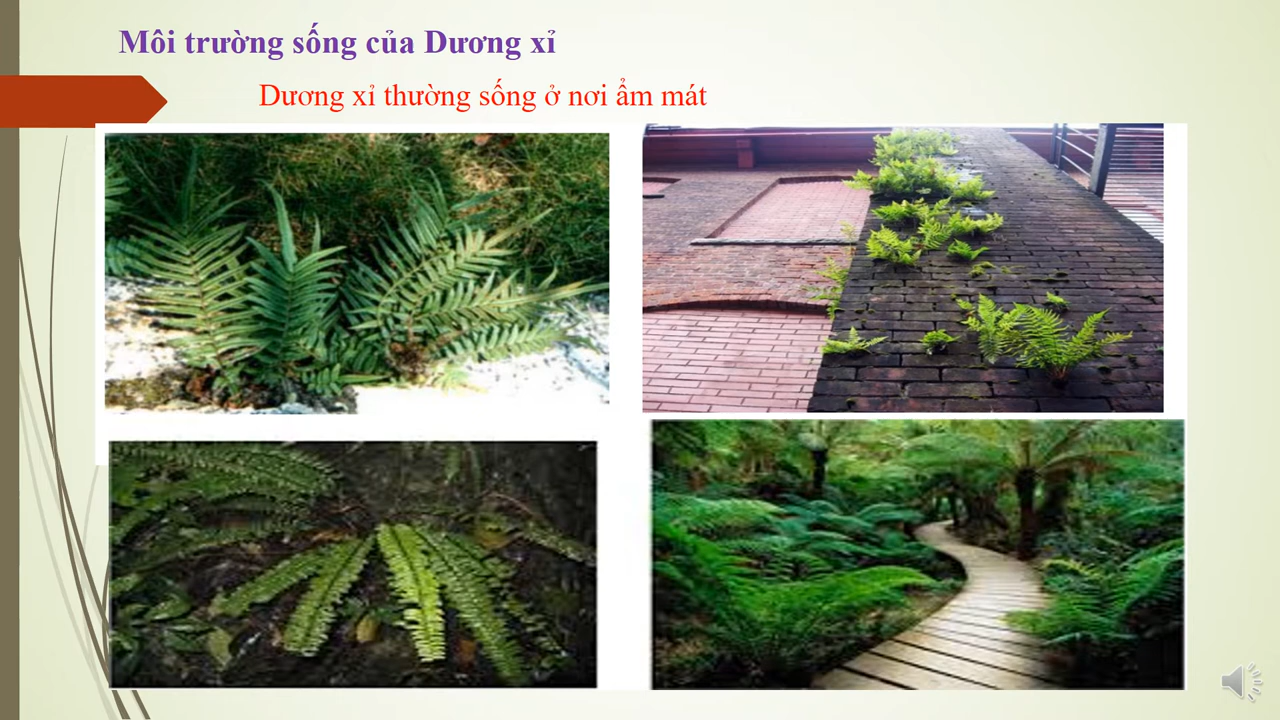 Môi trường sống của Dương xỉ
Dương xỉ thường sống ở nơi ẩm mát